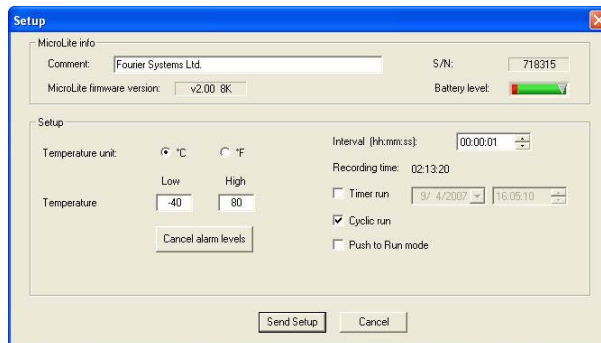 Setup
MicroLite info
Comment: Fourier Systems Ltd. S/N: 718315
MicroLite firmware version: v2.00 8K Battery level:
Setup
Temperature unit: °C °F Interval (hh:mm:ss): 00:00:01
Recording time: 02:13:20
Low High
Timer run 9/ 4/2007 16:05:10
Temperature -40 80
Cyclic run
Cancel alarm levels
Push to Run mode
Send Setup Cancel